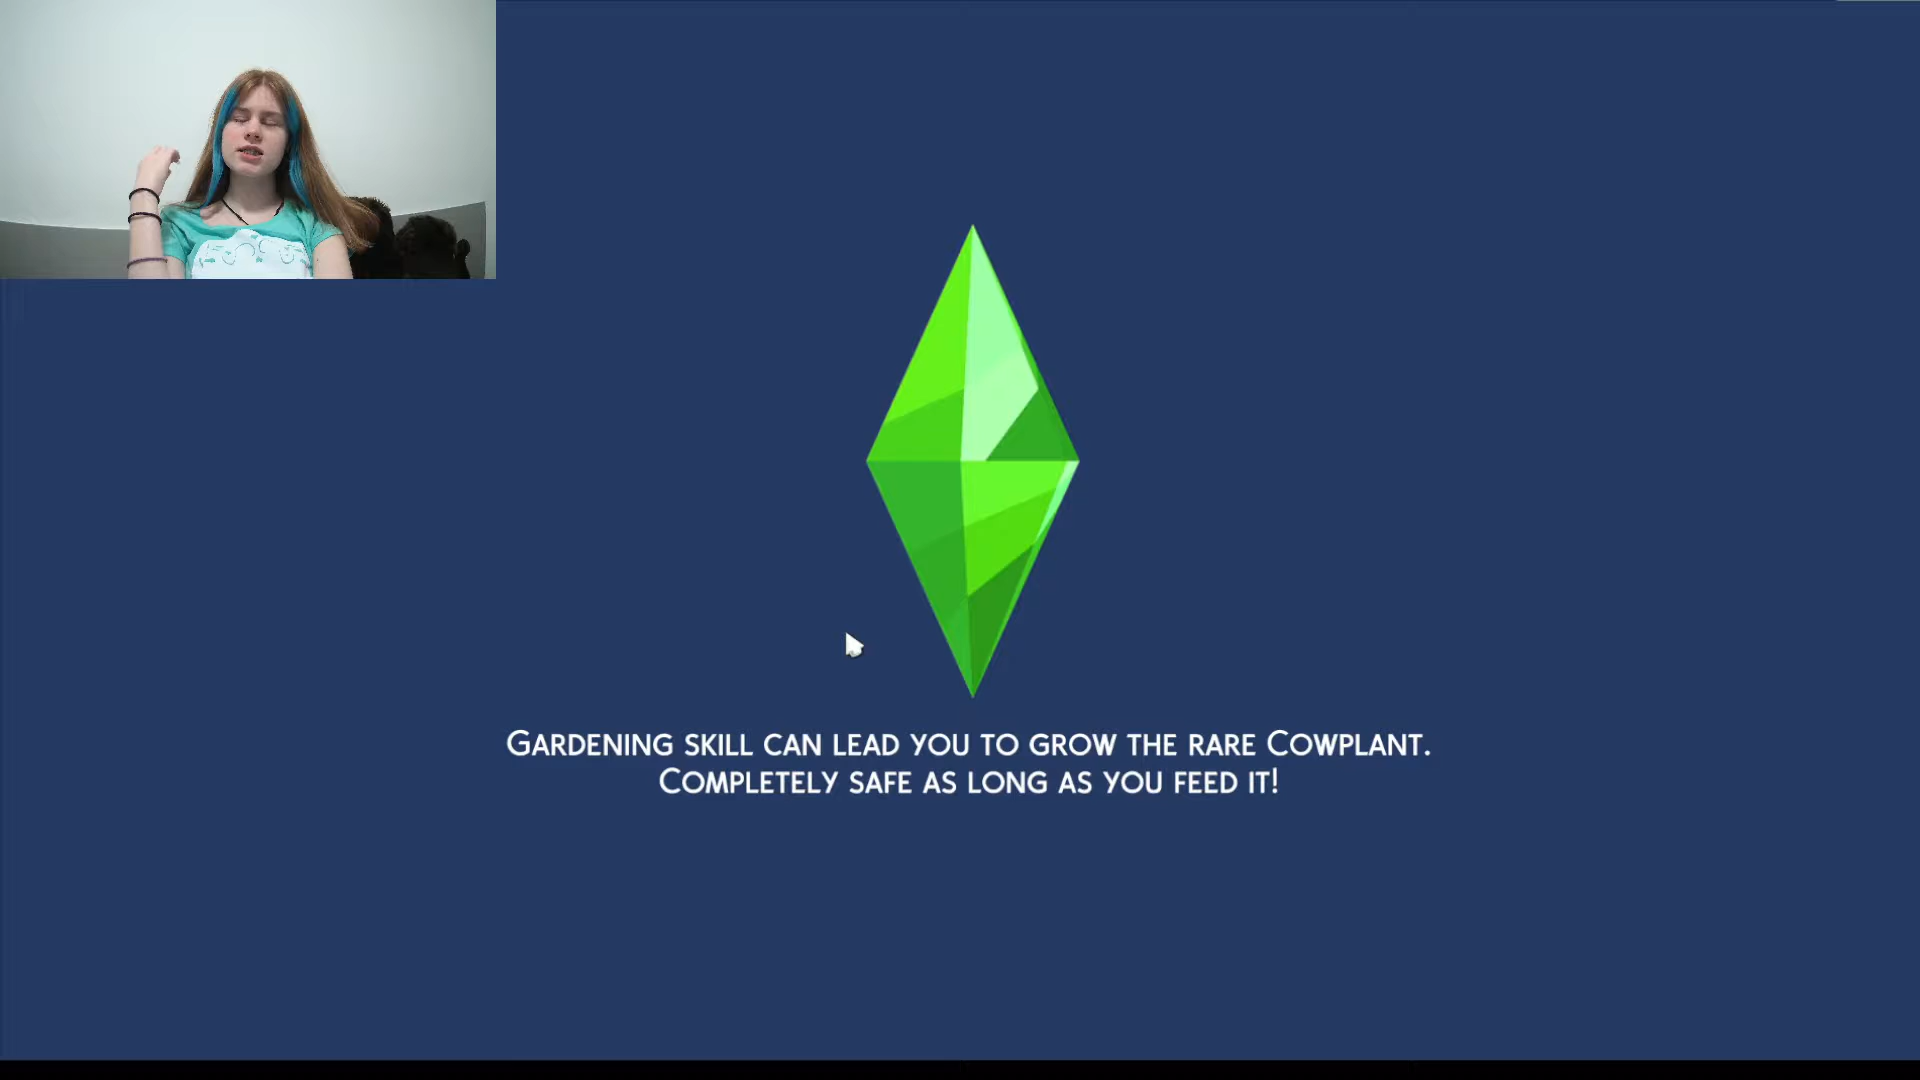 Gardening skill can lead you to grow the rare Cowplant.
Completely safe as long as you feed it!